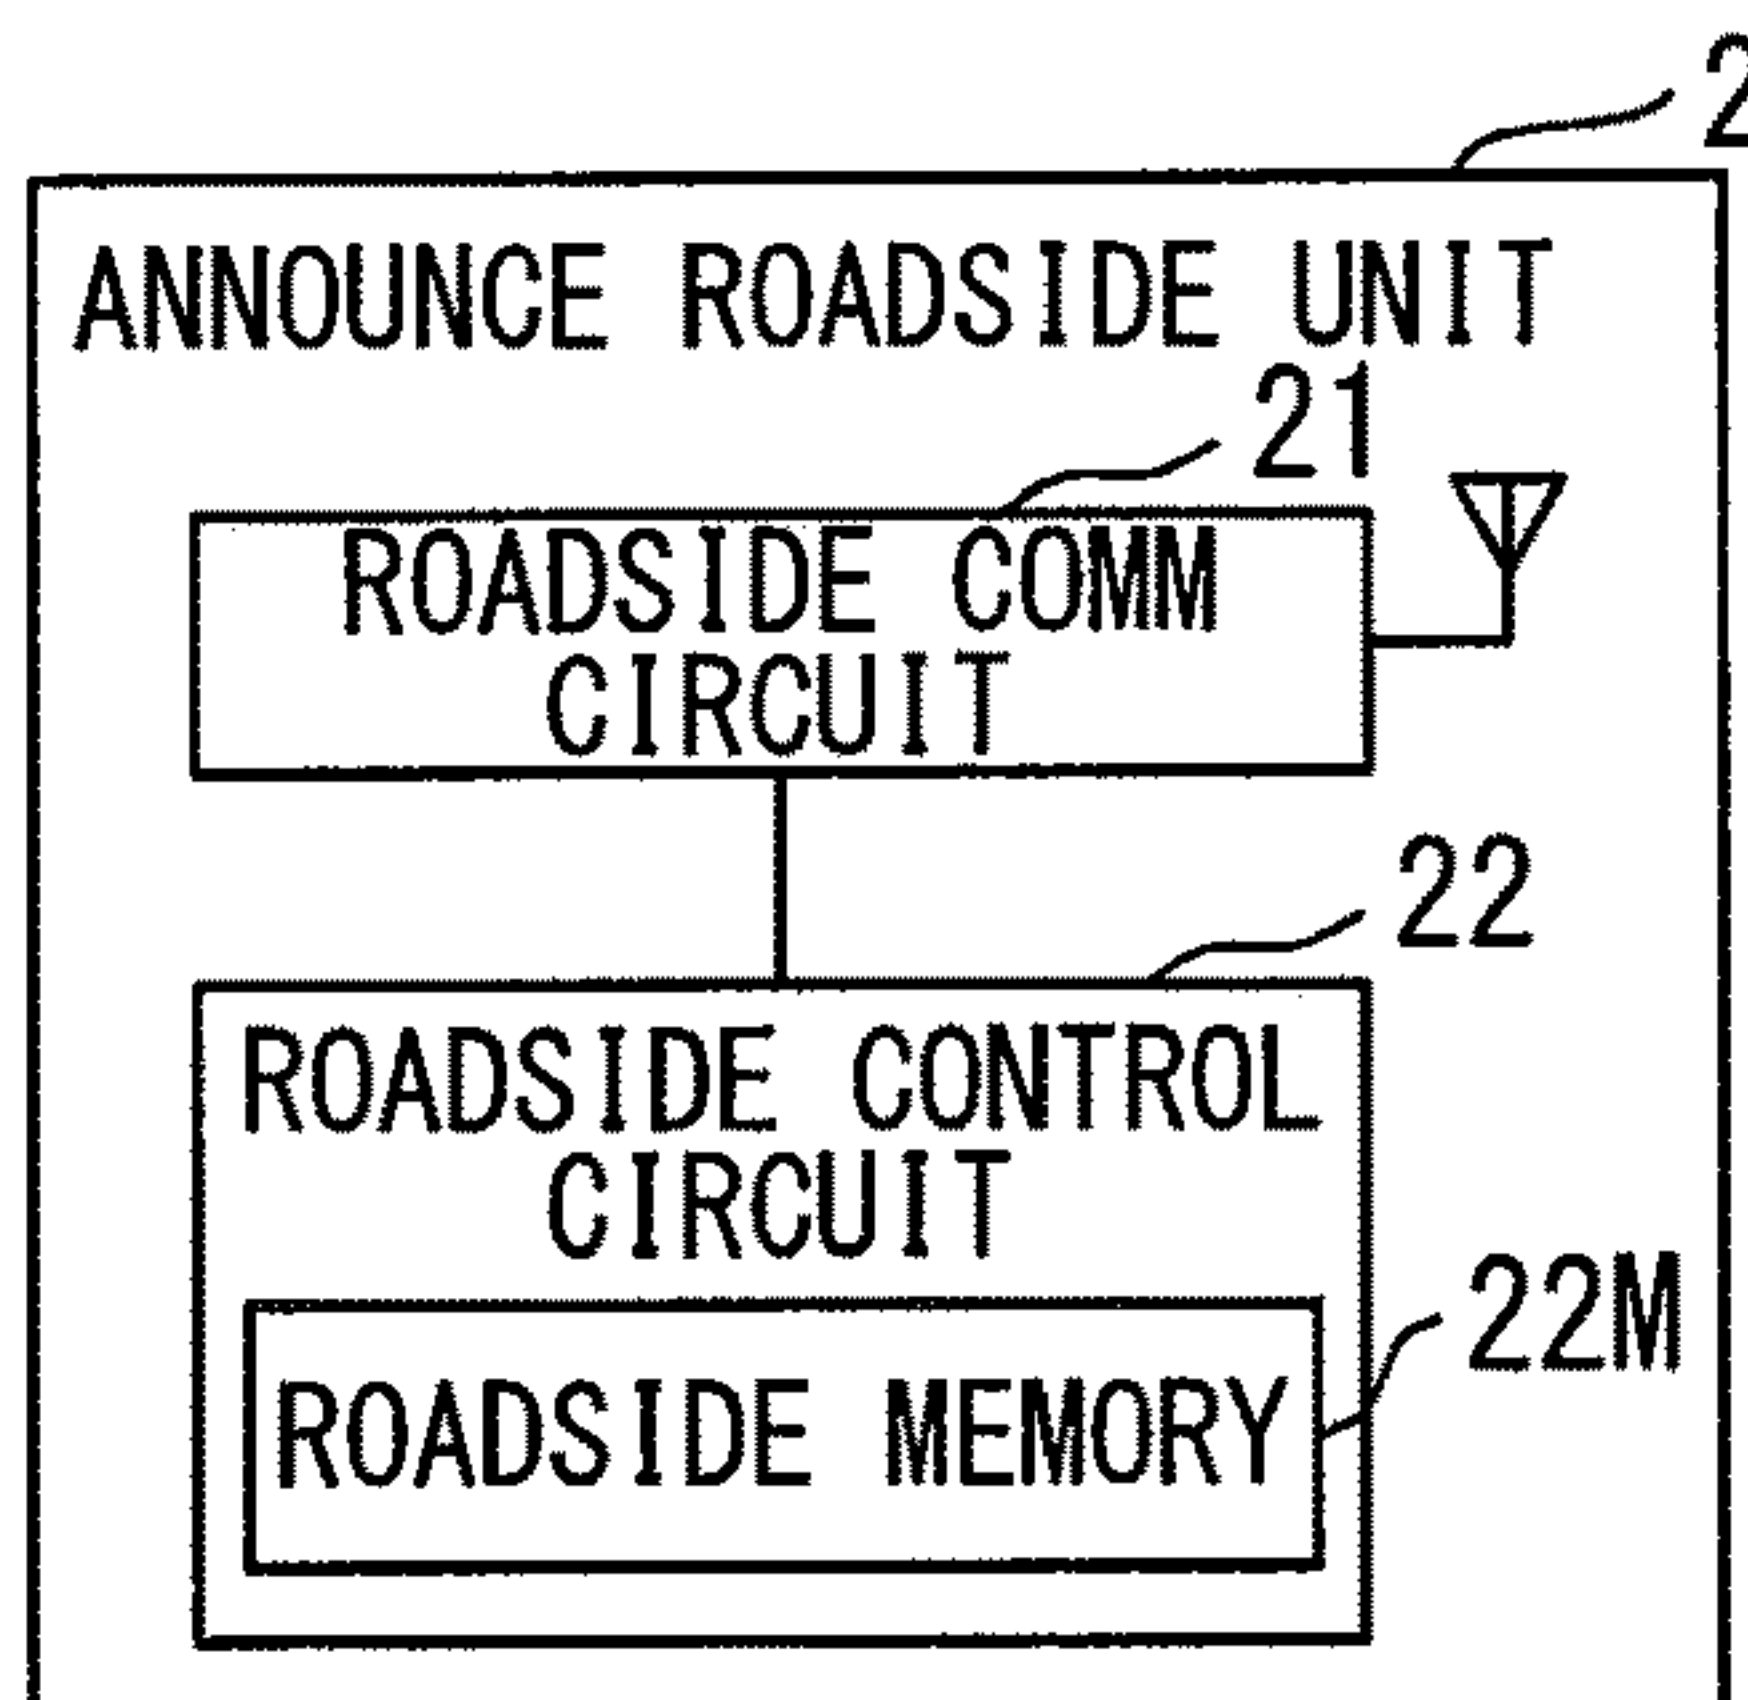 2
ANNOUNCE ROADSIDE UNIT
21
ROADSIDE COMM
CIRCUIT
22
ROADSIDE CONTROL
CIRCUIT
22M
ROADSIDE MEMORY